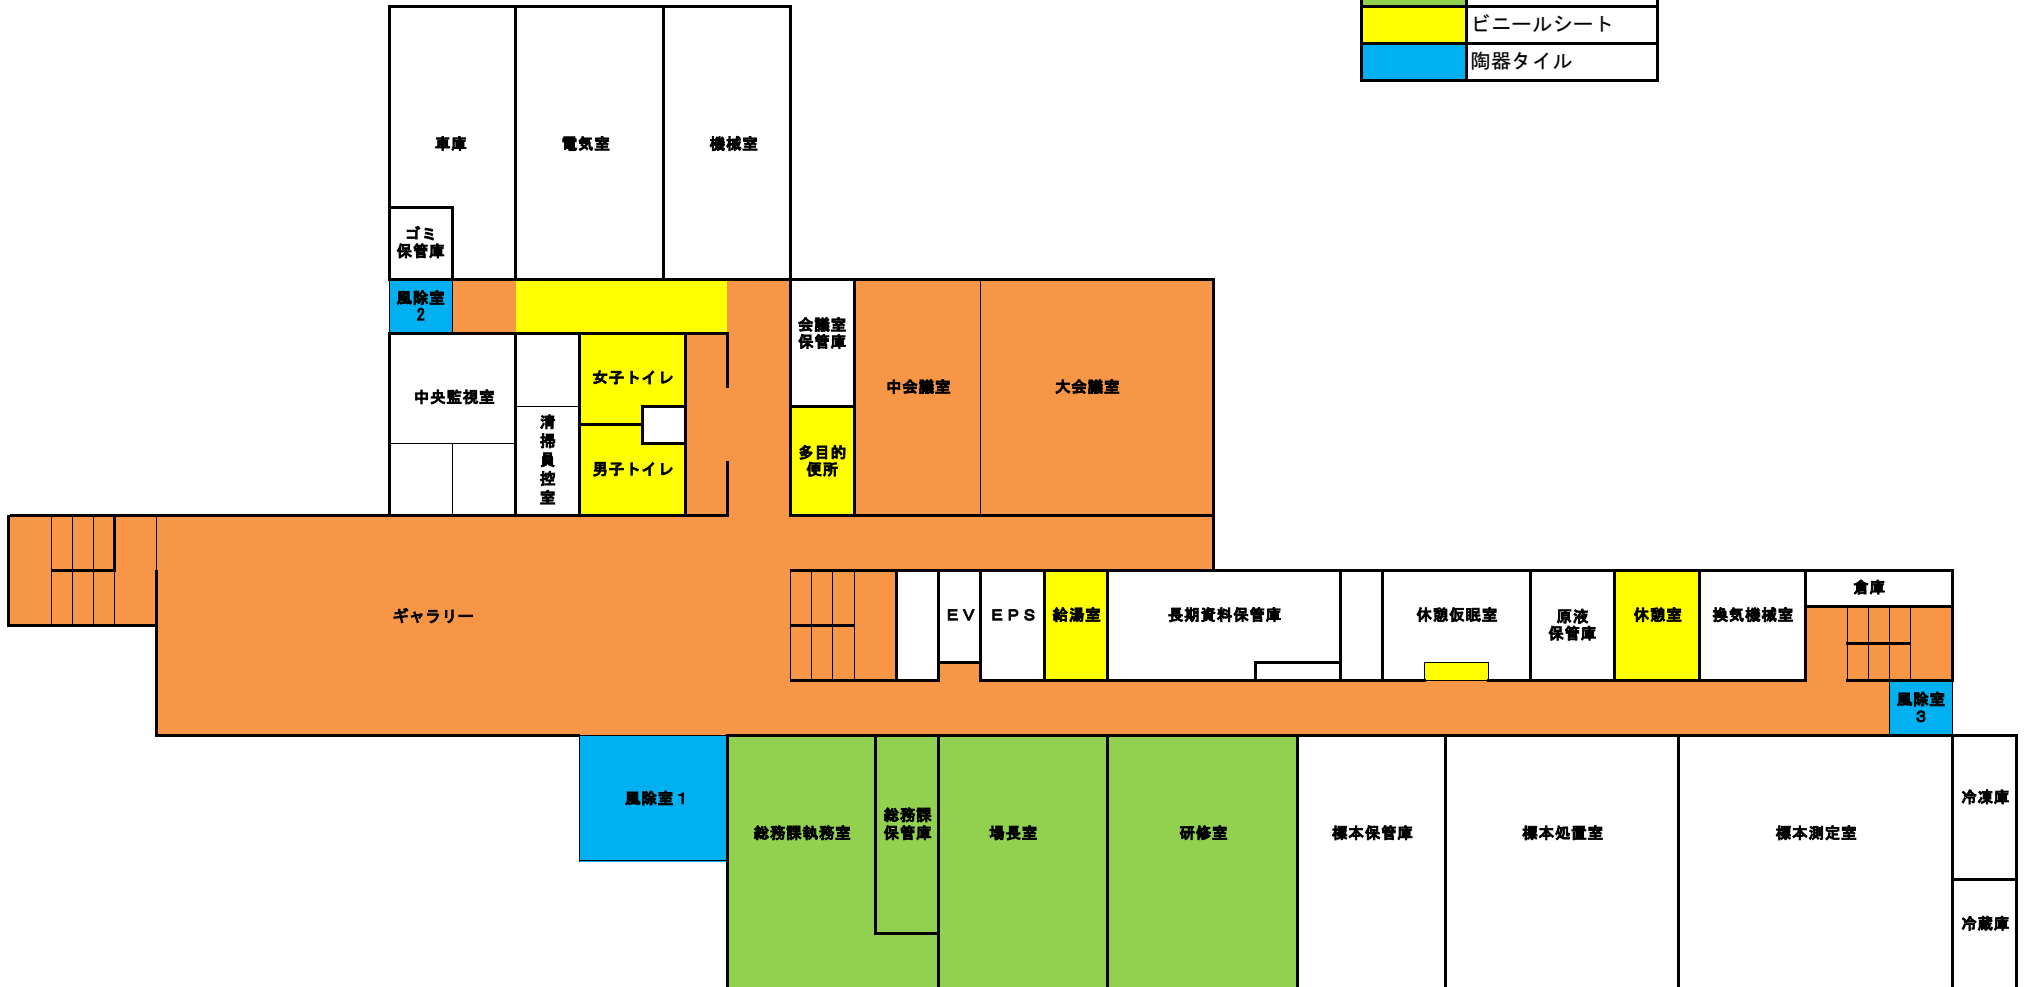 ビニールシート
陶器タイル
車庫
電気室
機械室
ゴミ
保管庫
風除室
2
会議室
保管庫
女子トイレ
中央監視室
中会議室
大会議室
清掃員控室
多目的
便所
男子トイレ
ギャラリー
EV
EPS
給湯室
長期資料保管庫
休憩仮眠室
原液
保管庫
休憩室
換気機械室
倉庫
風除室
3
風除室1
総務課執務室
総務課
保管庫
場長室
研修室
標本保管庫
標本処置室
標本測定室
冷凍庫
冷蔵庫